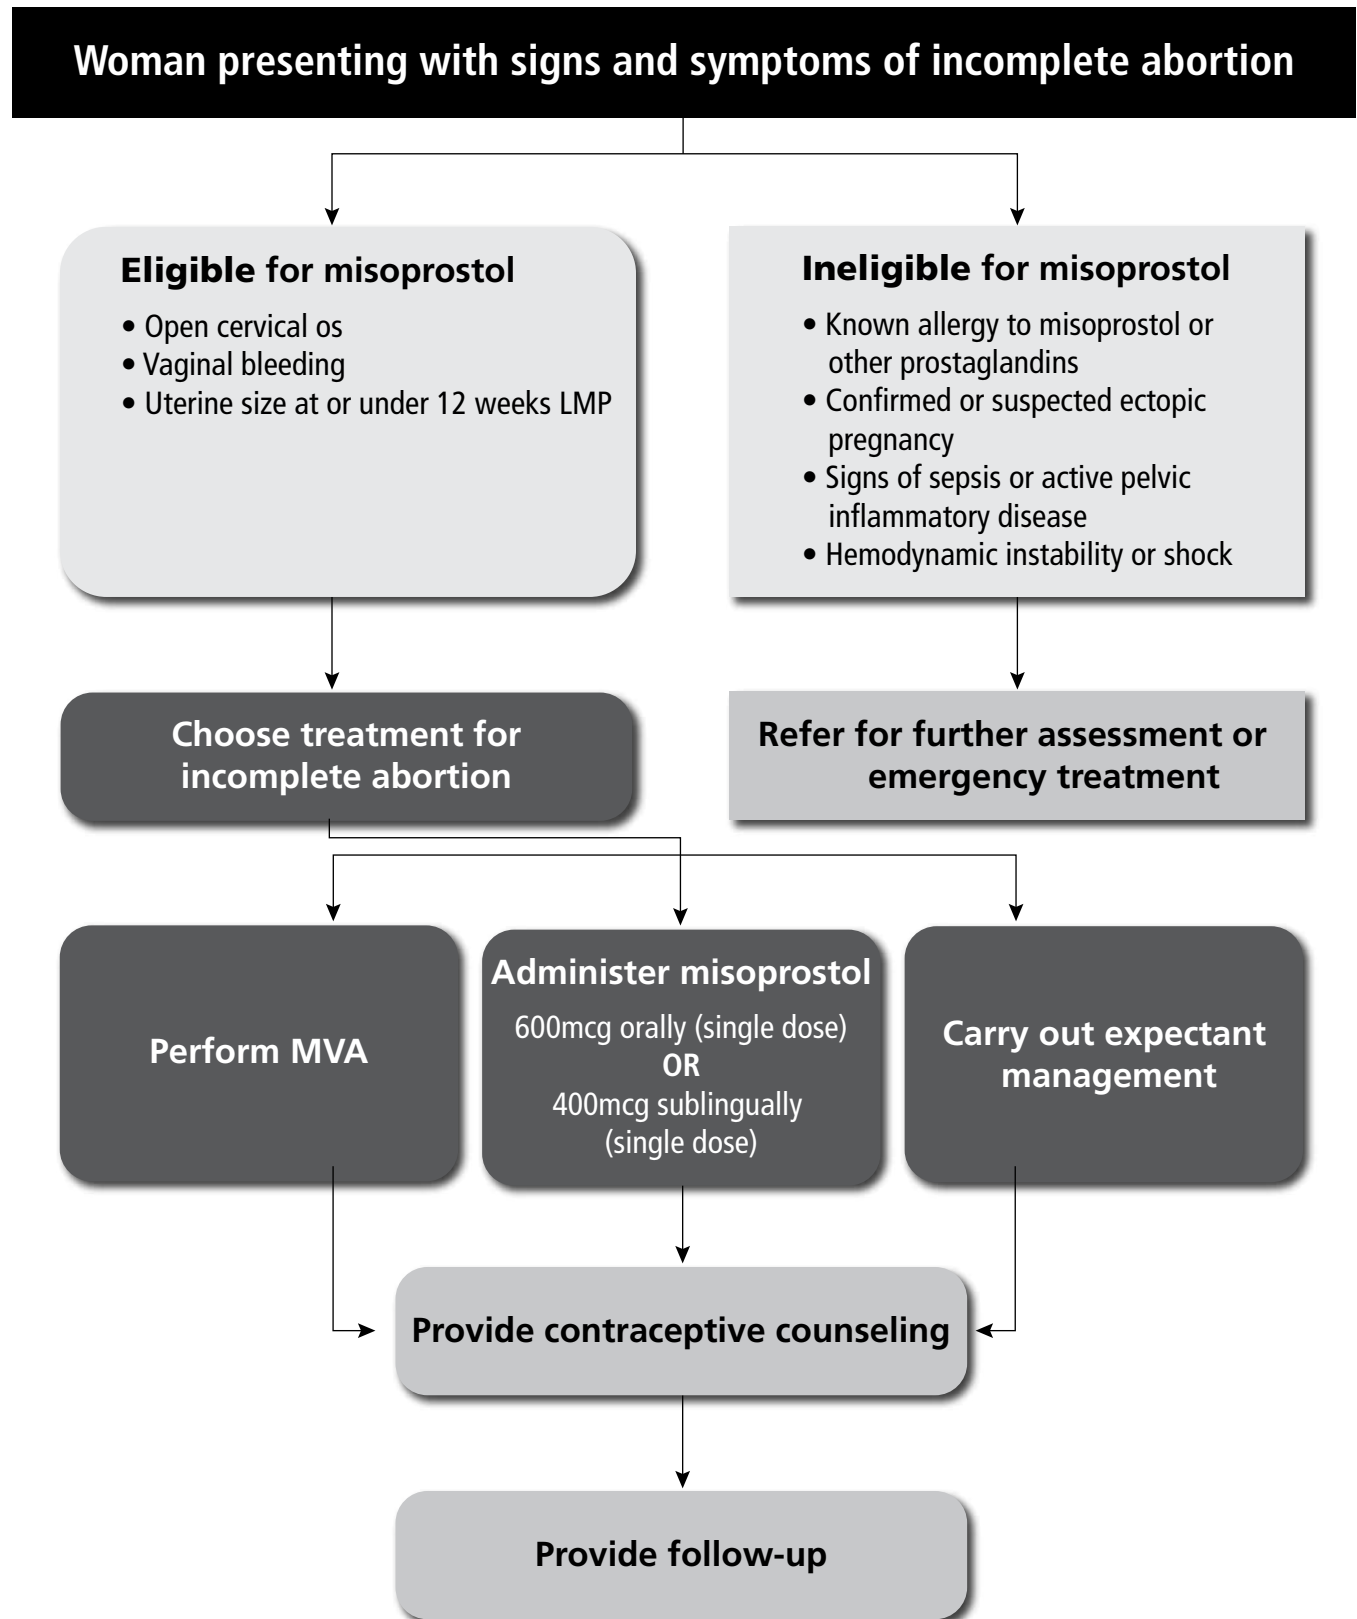 Woman presenting with signs and symptoms of incomplete abortion
Eligible for misoprostol
• Open cervical os
• Vaginal bleeding
• Uterine size at or under 12 weeks LMP
Ineligible for misoprostol
• Known allergy to misoprostol or
other prostaglandins
• Confirmed or suspected ectopic
pregnancy
• Signs of sepsis or active pelvic
inflammatory disease
• Hemodynamic instability or shock
Choose treatment for
incomplete abortion
Refer for further assessment or
emergency treatment
Perform MVA
Administer misoprostol
600mcg orally (single dose)
OR
400mcg sublingually
(single dose)
Carry out expectant
management
Provide contraceptive counseling
Provide follow-up